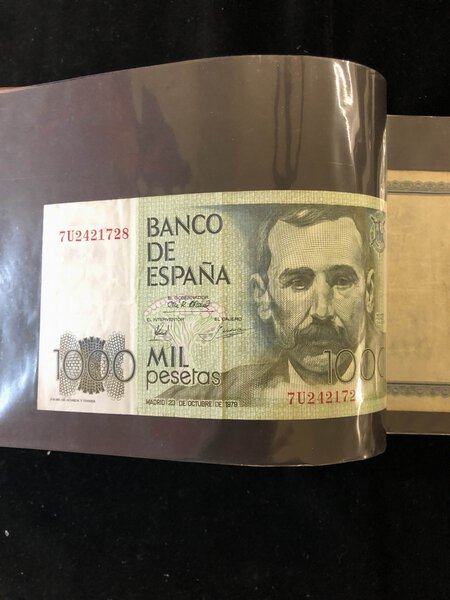 7U2421728
BANCO
DE
ESPAÑA
EL GOBERNADOR
EL INTERVENTOR EL CAJERO
1000
MIL
1000
pesetas
7U242172
MADRID 23 DE OCTUBRE DE 1979